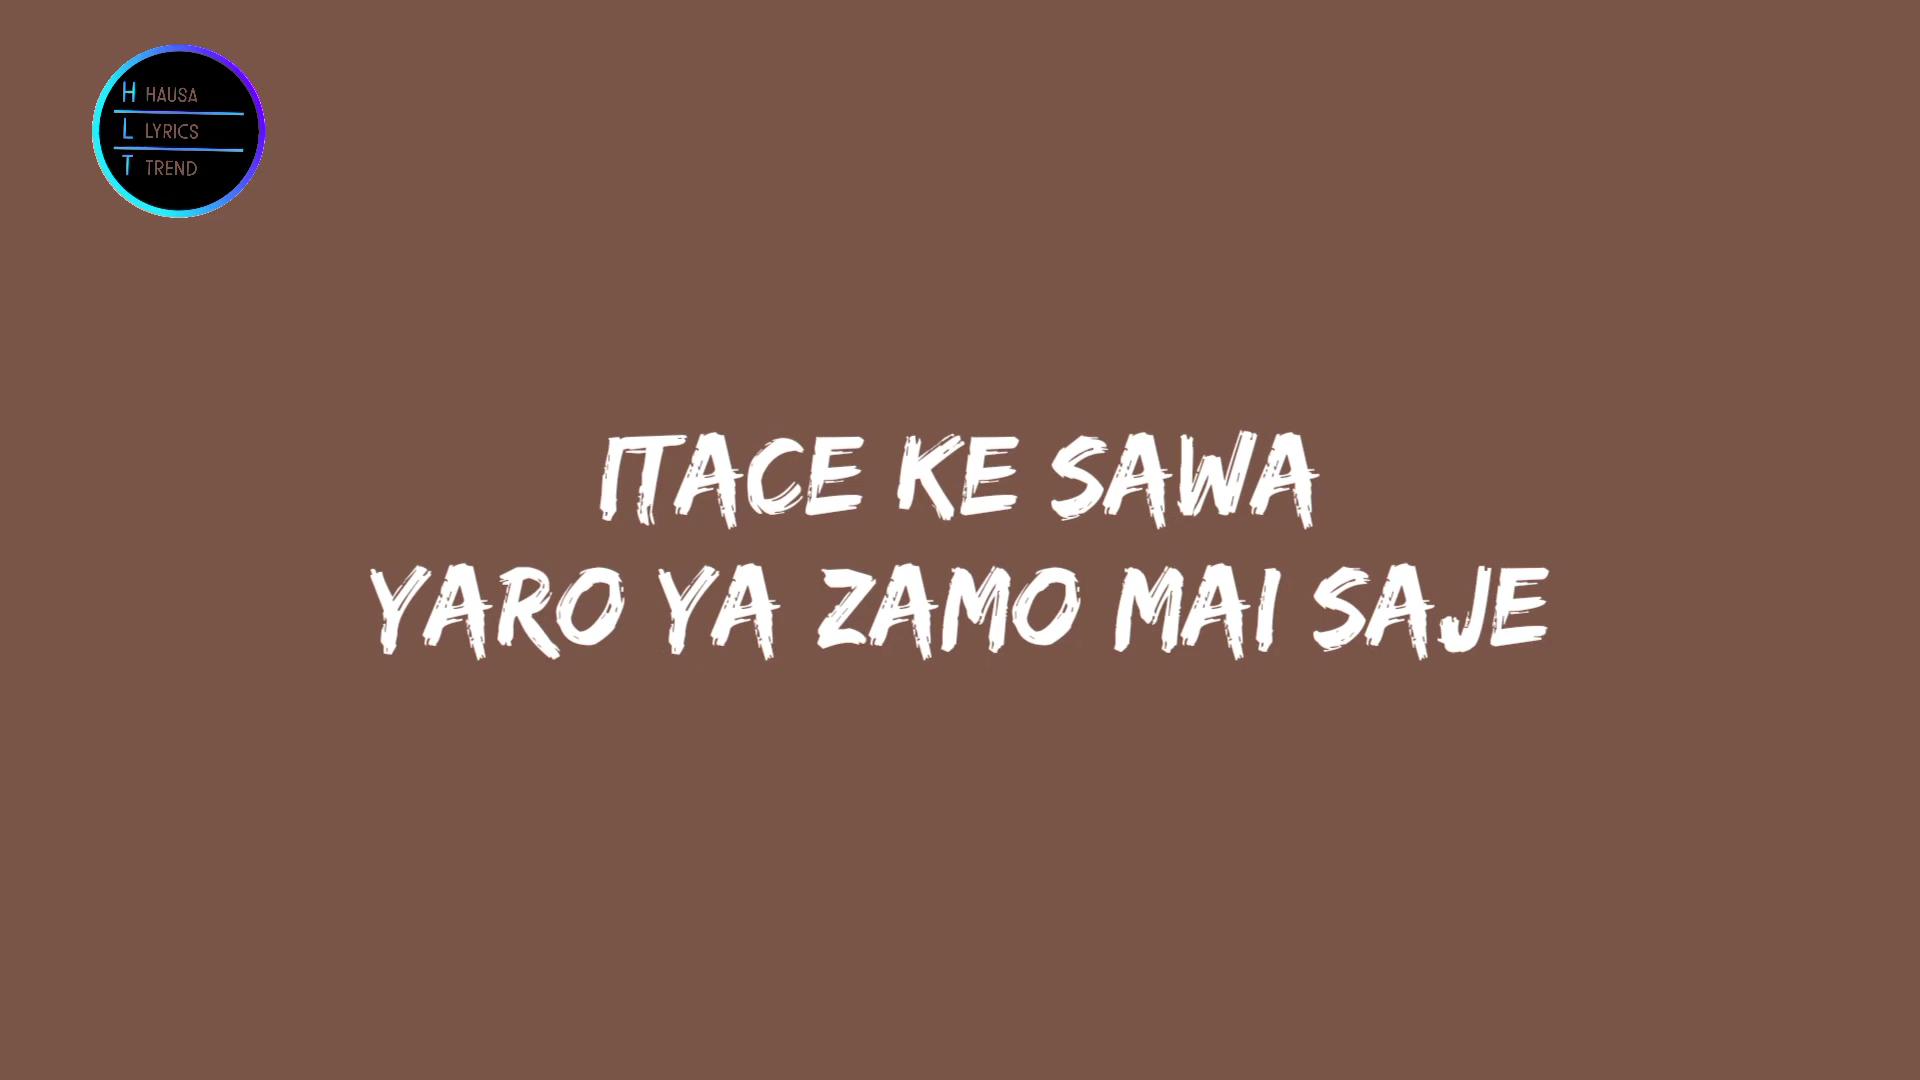 H HAUSA
L LYRICS
T TREND
ITACE KE SAWA
YARO YA ZAMO MAI SAJE